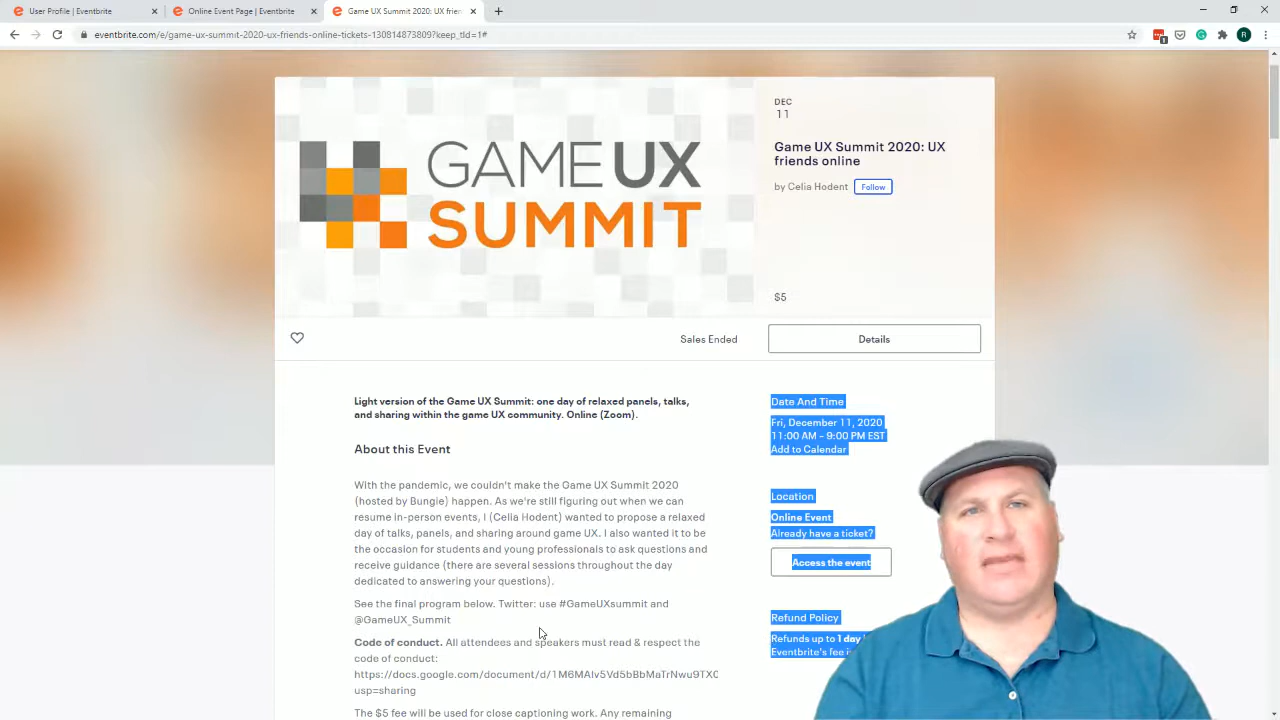 User Profile | Eventbrite
Online Event Page | Eventbrite
Game UX Summit 2020: UX frien
eventbrite.com/e/game-ux-summit-2020-ux-friends-online-tickets-130814873809?keep_tld=1#
1
R
GAMEUX
SUMMIT
DEC
11
Game UX Summit 2020: UX
friends online
by Celia Hodent Follow
$5
Sales Ended
Details
Light version of the Game UX Summit: one day of relaxed panels, talks,
and sharing within the game UX community. Online (Zoom).
About this Event
With the pandemic, we couldn't make the Game UX Summit 2020
(hosted by Bungie) happen. As we're still figuring out when we can
resume in-person events, I (Celia Hodent) wanted to propose a relaxed
day of talks, panels, and sharing around game UX. I also wanted it to be
the occasion for students and young professionals to ask questions and
receive guidance (there are several sessions throughout the day
dedicated to answering your questions).
See the final program below. Twitter: use #GameUXsummit and
@GameUX_Summit
Code of conduct. All attendees and speakers must read & respect the
code of conduct:
https://docs.google.com/document/d/1M6MAIv5Vd5bBbMaTrNwu9TX0
usp=sharing
The $5 fee will be used for close captioning work. Any remaining
Date And Time
Fri, December 11, 2020
11:00 AM – 9:00 PM EST
Add to Calendar
Location
Online Event
Already have a ticket?
Access the event
Refund Policy
Refunds up to 1 day
Eventbrite's fee i